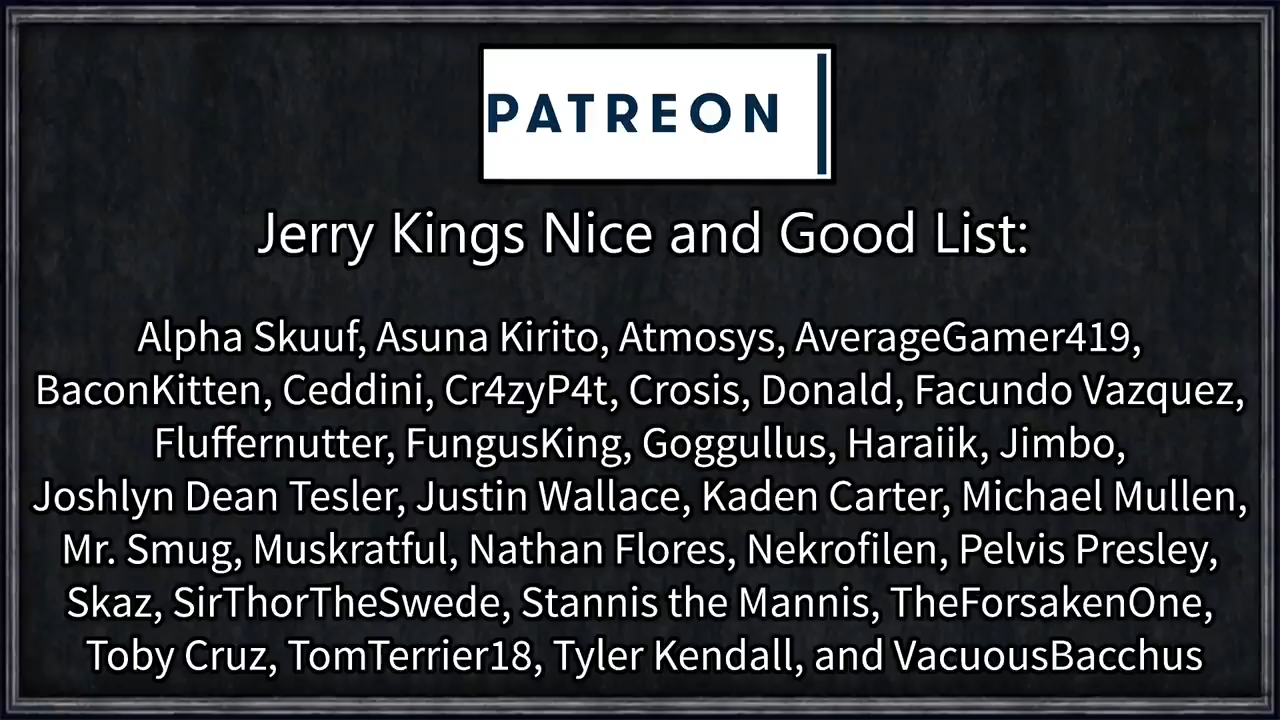 PATREON
Jerry Kings Nice and Good List:
Alpha Skuuf, Asuna Kirito, Atmosys, AverageGamer419,
BaconKitten, Ceddini, Cr4zyP4t, Crosis, Donald, Facundo Vazquez,
Fluffernutter, FungusKing, Goggullus, Haraiik, Jimbo,
Joshlyn Dean Tesler, Justin Wallace, Kaden Carter, Michael Mullen,
Mr. Smug, Muskratful, Nathan Flores, Nekrofilen, Pelvis Presley,
Skaz, SirThorTheSwede, Stannis the Mannis, TheForsakenOne,
Toby Cruz, TomTerrier18, Tyler Kendall, and VacuousBacchus